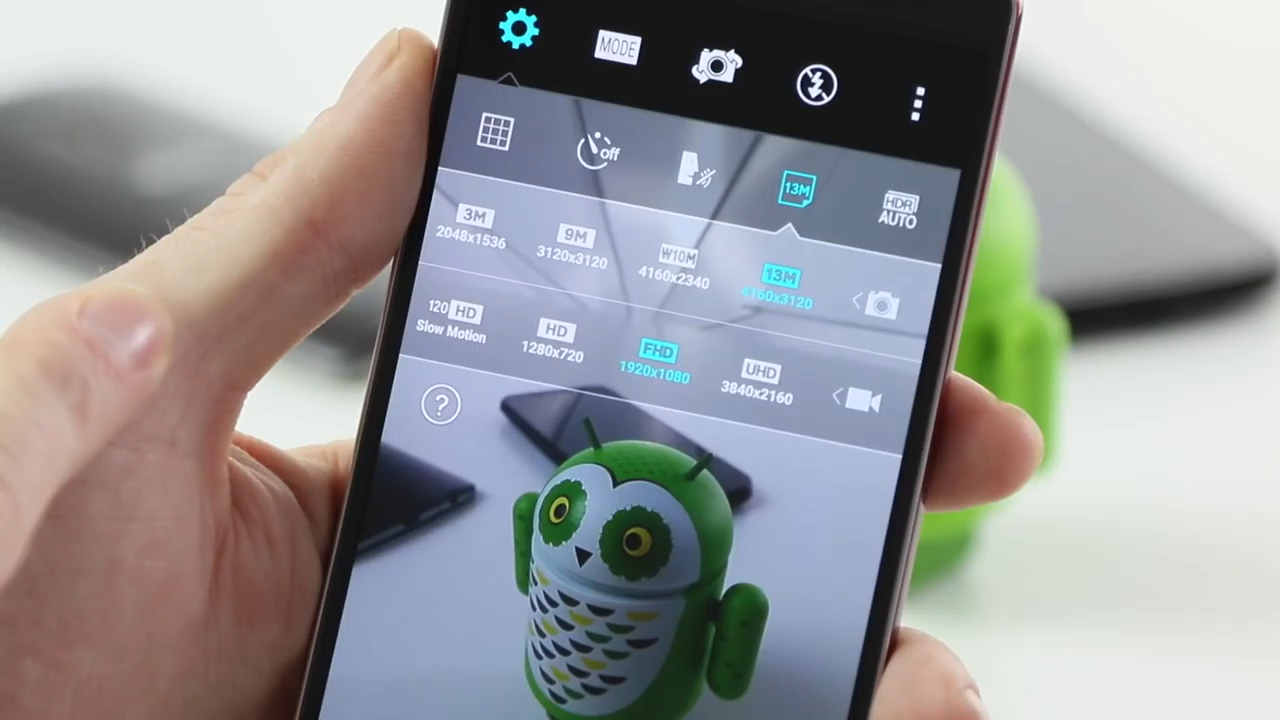 MODE
off
13M
HDR
AUTO
3M
2048x1536
9M
3120x3120
W10M
4160x2340
13M
4160x3120
120 HD
Slow Motion
HD
1280x720
FHD
1920x1080
UHD
3840x2160
?